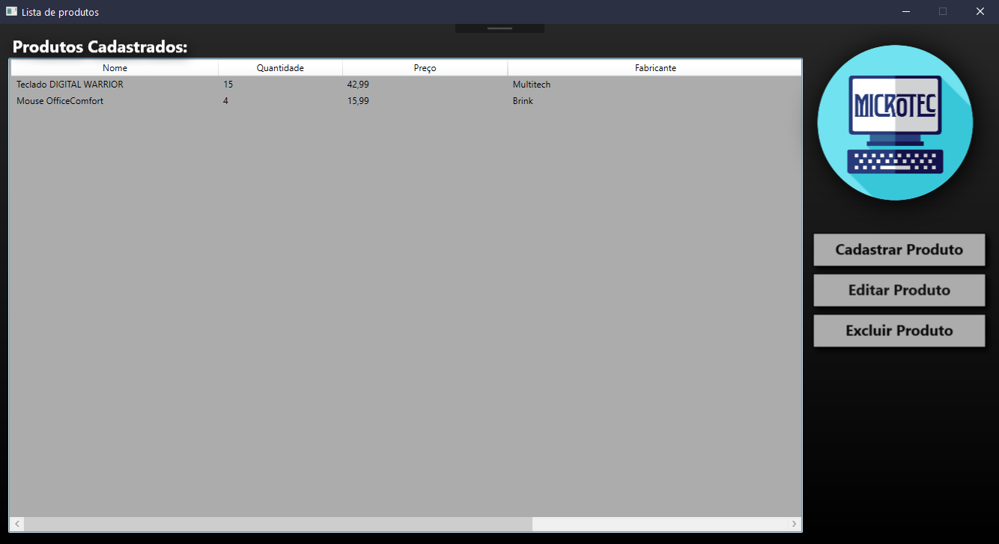 Lista de produtos
Produtos Cadastrados:
Nome Quantidade Preço Fabricante
Teclado DIGITAL WARRIOR 15 42,99 Multitech
Mouse OfficeComfort 4 15,99 Brink
MICROTEC
Cadastrar Produto
Editar Produto
Excluir Produto